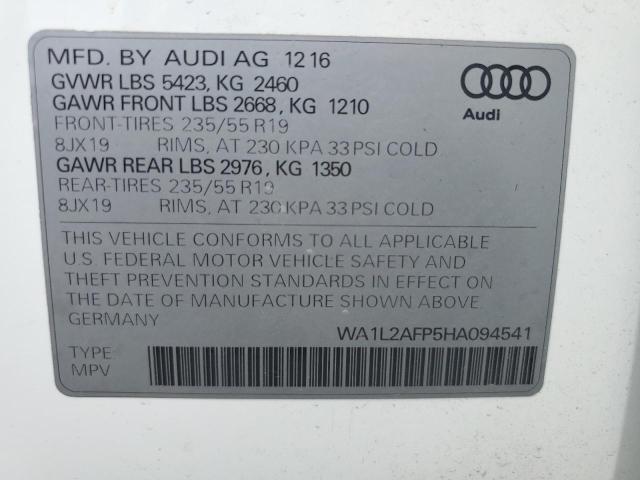 MFD. BY AUDI AG 12 16
GVWR LBS 5423, KG 2460
GAWR FRONT LBS 2668, KG 1210
FRONT-TIRES 235/55 R19
8JX19 RIMS, AT 230 KPA 33 PSI COLD
GAWR REAR LBS 2976, KG 1350
REAR-TIRES 235/55 R19
8JX19 RIMS, AT 230 KPA 33 PSI COLD
Audi
THIS VEHICLE CONFORMS TO ALL APPLICABLE
U.S. FEDERAL MOTOR VEHICLE SAFETY AND
THEFT PREVENTION STANDARDS IN EFFECT ON
THE DATE OF MANUFACTURE SHOWN ABOVE
GERMANY
WA1L2AFP5HA094541
TYPE:
MPV